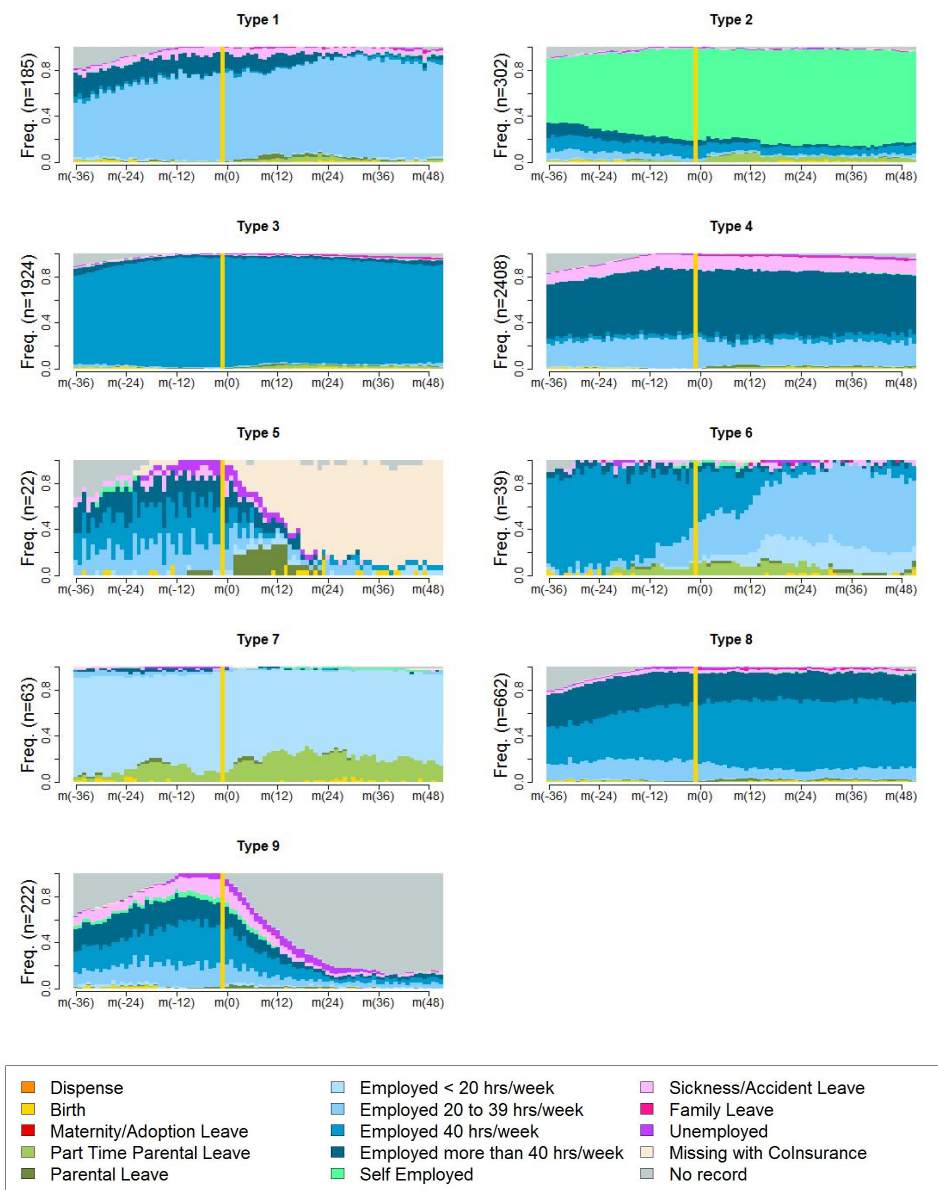 Type 1
Freq. (n=185)
0.0 0.4 0.8
m(-36) m(-24) m(-12) m(0) m(12) m(24) m(36) m(48)
Type 2
Freq. (n=302)
0.0 0.4 0.8
m(-36) m(-24) m(-12) m(0) m(12) m(24) m(36) m(48)
Type 3
Freq. (n=1924)
0.0 0.4 0.8
m(-36) m(-24) m(-12) m(0) m(12) m(24) m(36) m(48)
Type 4
Freq. (n=2408)
0.0 0.4 0.8
m(-36) m(-24) m(-12) m(0) m(12) m(24) m(36) m(48)
Type 5
Freq. (n=22)
0.0 0.4 0.8
m(-36) m(-24) m(-12) m(0) m(12) m(24) m(36) m(48)
Type 6
Freq. (n=39)
0.0 0.4 0.8
m(-36) m(-24) m(-12) m(0) m(12) m(24) m(36) m(48)
Type 7
Freq. (n=63)
0.0 0.4 0.8
m(-36) m(-24) m(-12) m(0) m(12) m(24) m(36) m(48)
Type 8
Freq. (n=662)
0.0 0.4 0.8
m(-36) m(-24) m(-12) m(0) m(12) m(24) m(36) m(48)
Type 9
Freq. (n=222)
0.0 0.4 0.8
m(-36) m(-24) m(-12) m(0) m(12) m(24) m(36) m(48)
Dispense
Birth
Maternity/Adoption Leave
Part Time Parental Leave
Parental Leave
Employed < 20 hrs/week
Employed 20 to 39 hrs/week
Employed 40 hrs/week
Employed more than 40 hrs/week
Self Employed
Sickness/Accident Leave
Family Leave
Unemployed
Missing with CoInsurance
No record